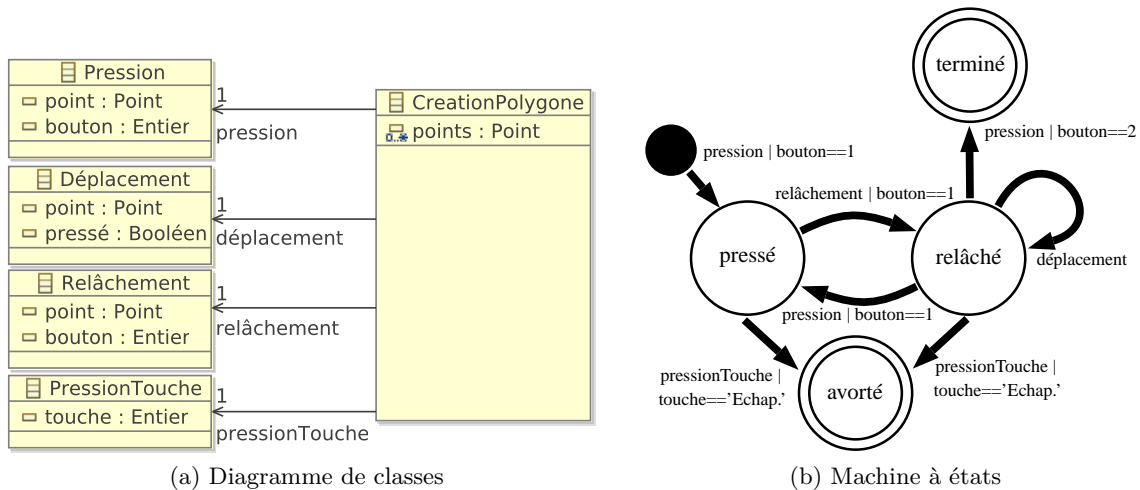 Pression
point : Point
bouton : Entier
1
pression
Déplacement
point : Point
pressé : Booléen
1
déplacement
Relâchement
point : Point
bouton : Entier
1
relâchement
PressionTouche
touche : Entier
1
pressionTouche
CreationPolygone
0..*
points : Point
(a) Diagramme de classes
terminé
pression | bouton==2
pression | bouton==1
relâchement | bouton==1
pressé
relâché
déplacement
pression | bouton==1
pressionTouche |
touche=='Echap.'
avorté
pressionTouche |
touche=='Echap.'
(b) Machine à états